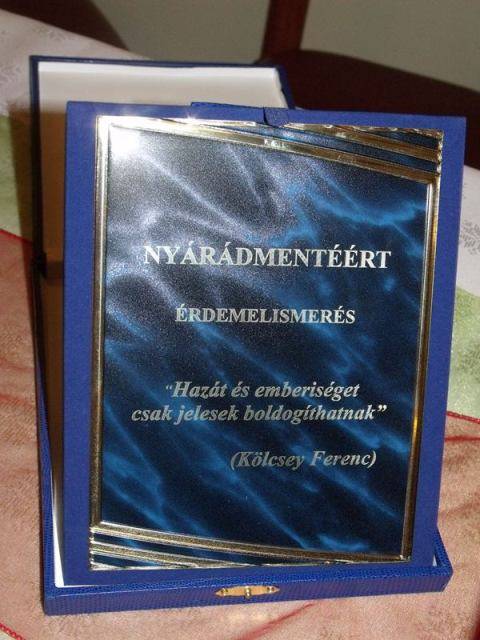 NYÁRÁDMENTÉÉRT
ÉRDEMELISMERÉS
“Hazát és emberiséget
csak jelesek boldogíthatnak”
(Kölcsey Ferenc)